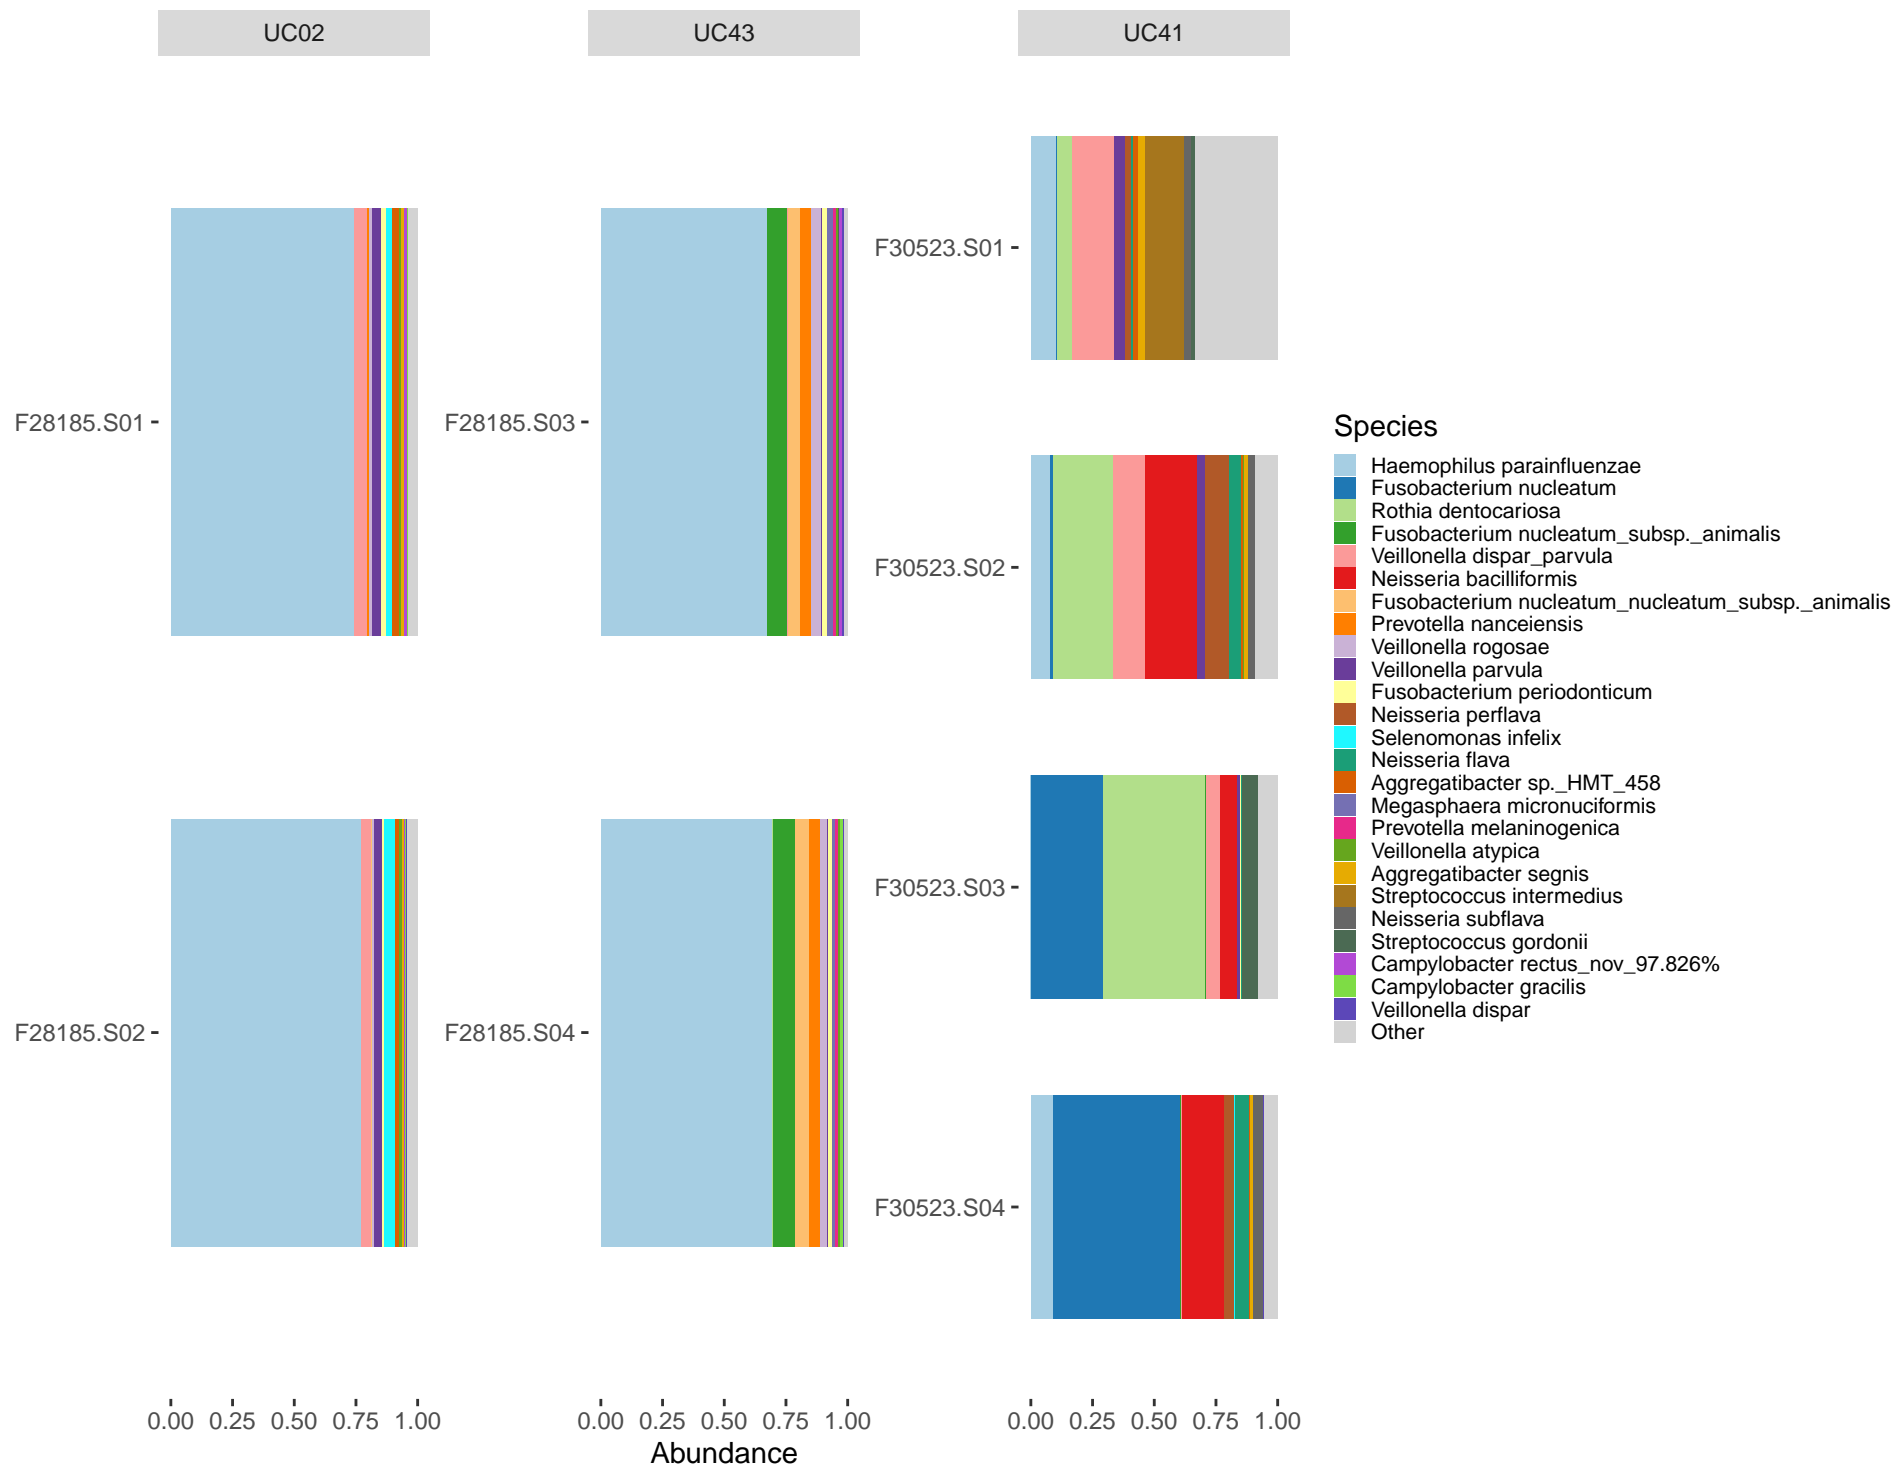 UC02
UC43
UC41
F28185.S01
F28185.S02
F28185.S03
F28185.S04
F30523.S01
F30523.S02
F30523.S03
F30523.S04
0.00 0.25 0.50 0.75 1.00
0.00 0.25 0.50 0.75 1.00
0.00 0.25 0.50 0.75 1.00
Abundance
Species
Haemophilus parainfluenzae
Fusobacterium nucleatum
Rothia dentocariosa
Fusobacterium nucleatum_subsp._animalis
Veillonella dispar_parvula
Neisseria bacilliformis
Fusobacterium nucleatum_nucleatum_subsp._animalis
Prevotella nanceiensis
Veillonella rogosae
Veillonella parvula
Fusobacterium periodonticum
Neisseria perflava
Selenomonas infelix
Neisseria flava
Aggregatibacter sp._HMT_458
Megasphaera micronuciformis
Prevotella melaninogenica
Veillonella atypica
Aggregatibacter segnis
Streptococcus intermedius
Neisseria subflava
Streptococcus gordonii
Campylobacter rectus_nov_97.826%
Campylobacter gracilis
Veillonella dispar
Other